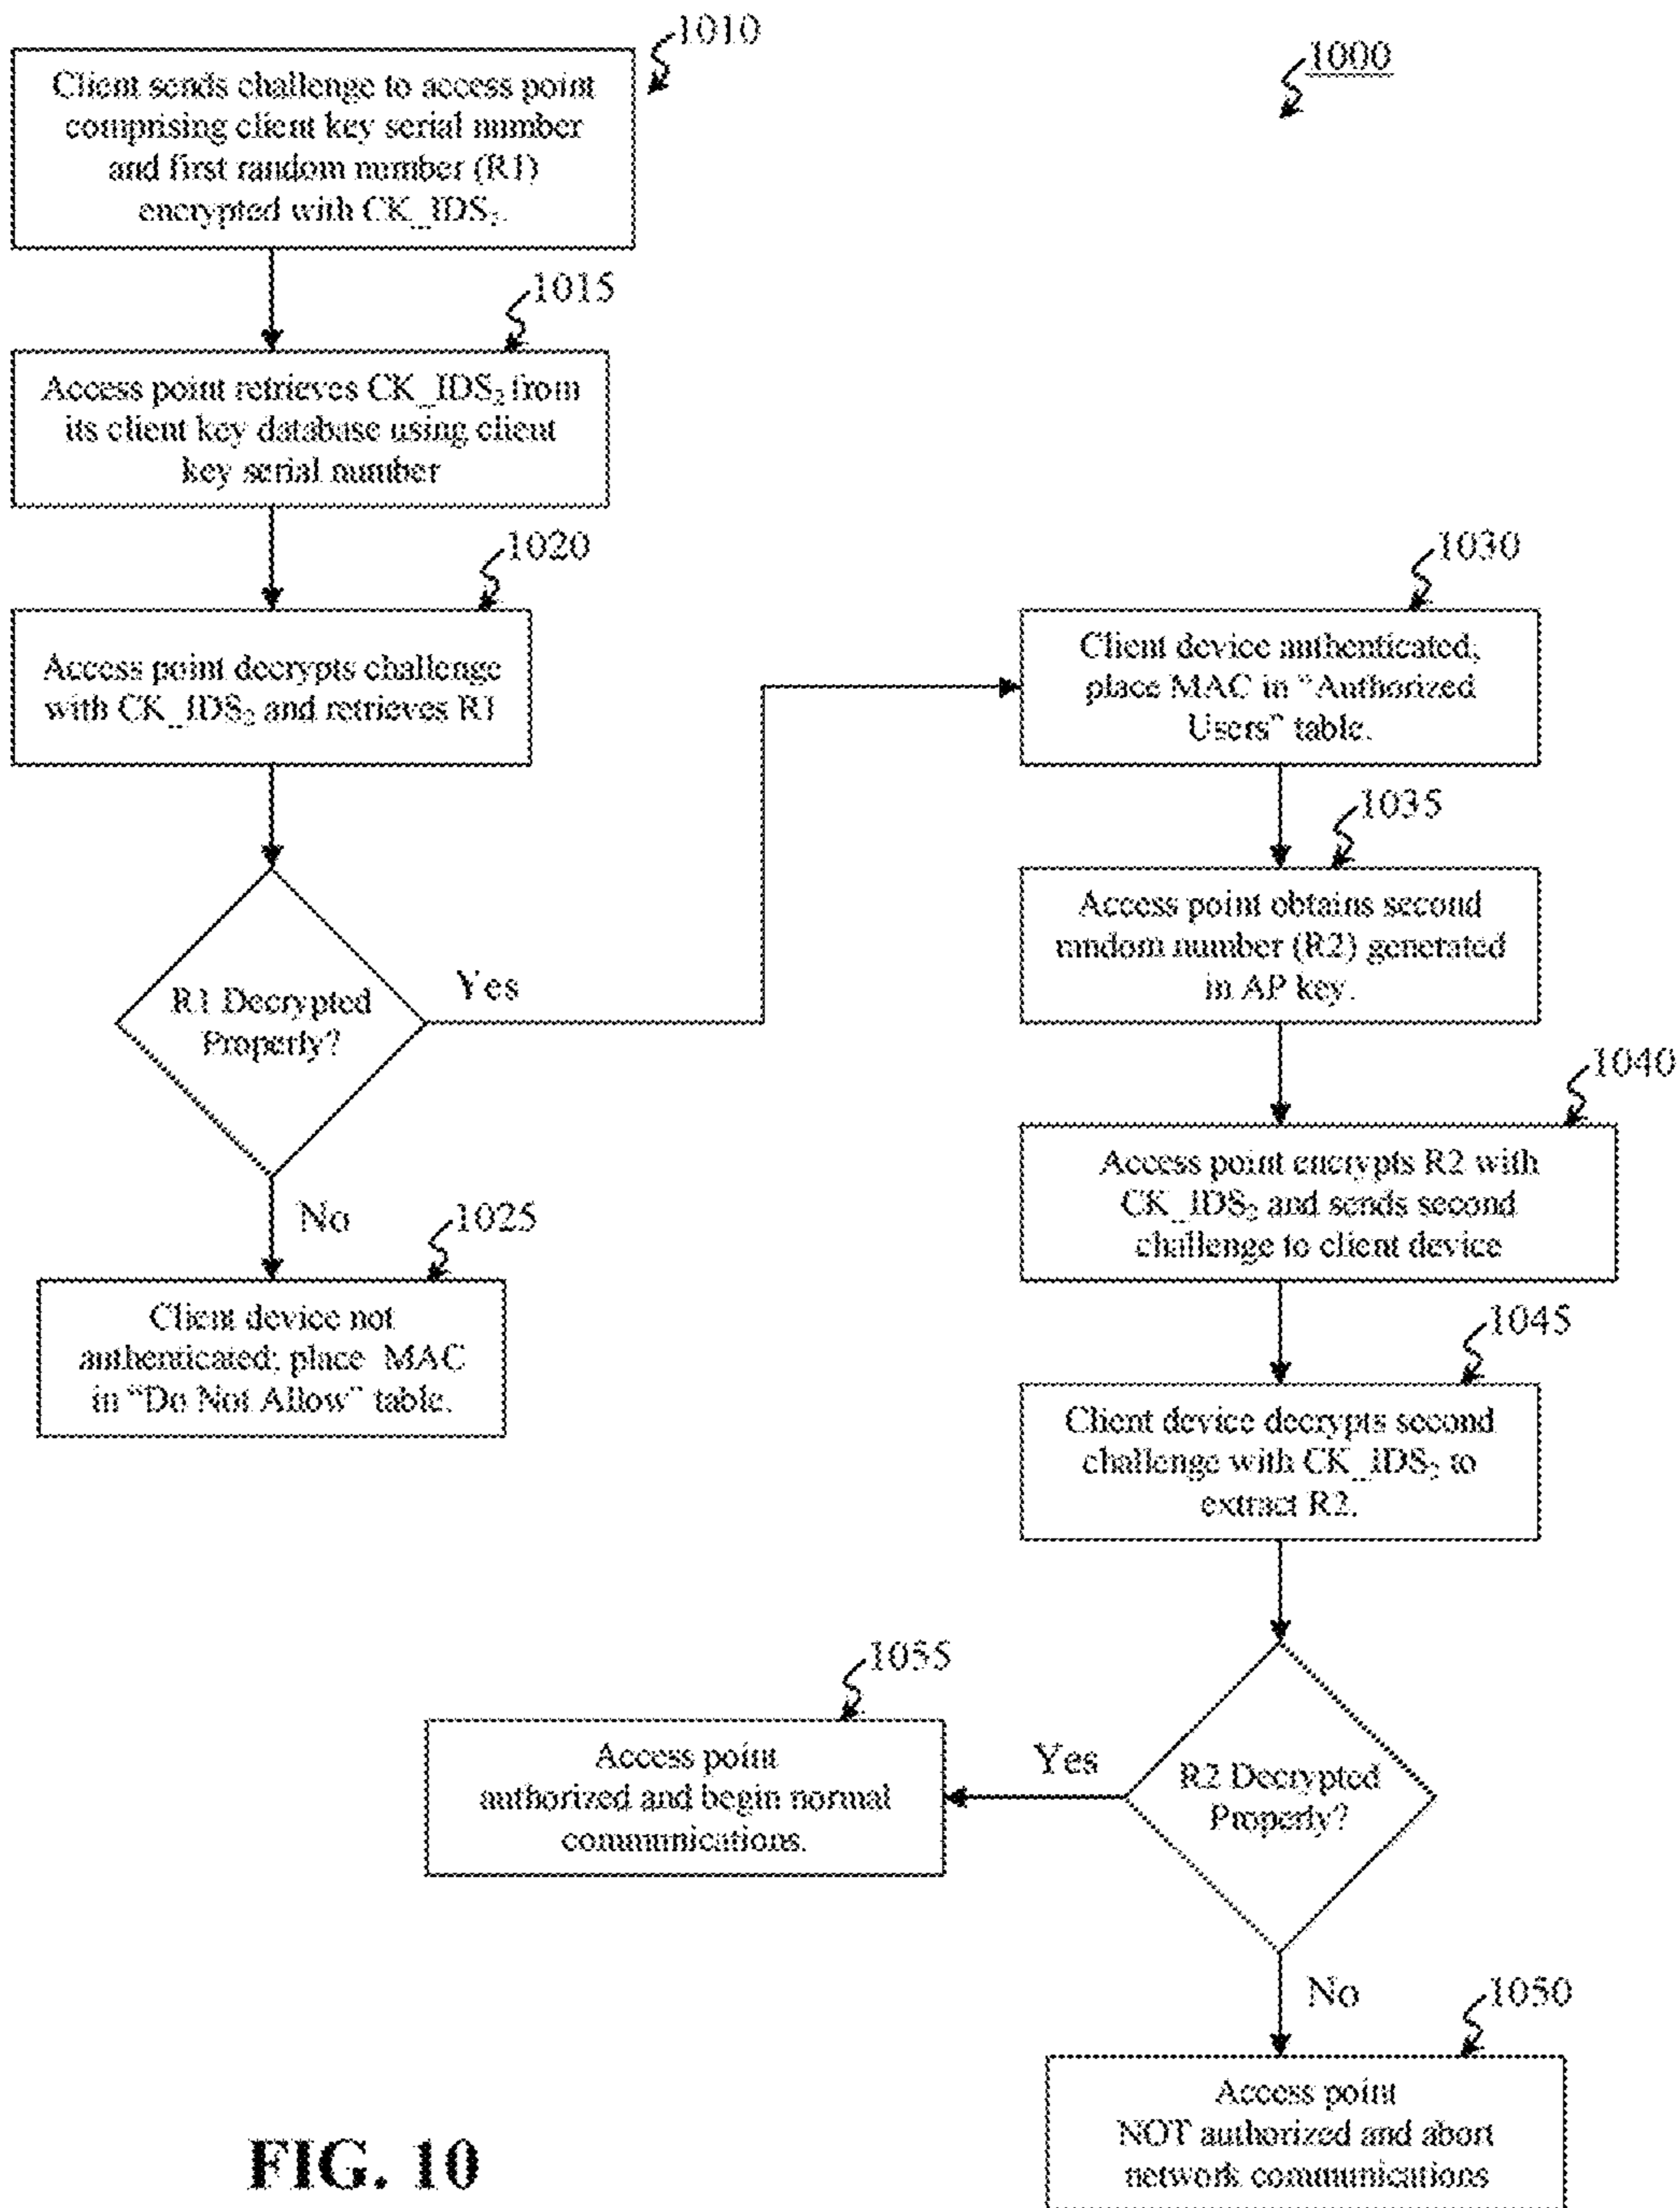 1010
1000
Client sends challenge to access point
comprising client key serial number
and first random number (R1)
encrypted with CK_IDS₂.
1015
Access point retrieves CK_IDS₂ from
its client key database using client
key serial number
1020
Access point decrypts challenge
with CK_IDS₂ and retrieves R1
R1 Decrypted
Properly?
Yes
No
1025
Client device not
authenticated; place MAC
in “Do Not Allow” table.
1030
Client device authenticated,
place MAC in “Authorized
Users” table.
1035
Access point obtains second
random number (R2) generated
in AP key.
1040
Access point encrypts R2 with
CK_IDS₂ and sends second
challenge to client device
1045
Client device decrypts second
challenge with CK_IDS₂ to
extract R2.
R2 Decrypted
Properly?
Yes
1055
Access point
authorized and begin normal
communications.
No
1050
Access point
NOT authorized and abort
network communications
FIG. 10